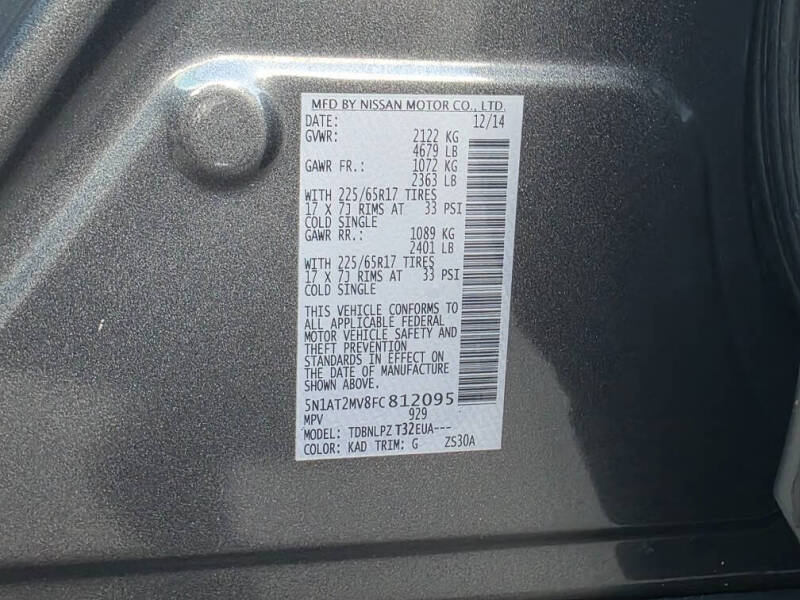 MFD BY NISSAN MOTOR CO., LTD.
DATE: 12/14
GVWR: 2122 KG
4679 LB
GAWR FR.: 1072 KG
2363 LB
WITH 225/65R17 TIRES
17 X 7J RIMS AT 33 PSI
COLD SINGLE
GAWR RR.: 1089 KG
2401 LB
WITH 225/65R17 TIRES
17 X 7J RIMS AT 33 PSI
COLD SINGLE
THIS VEHICLE CONFORMS TO
ALL APPLICABLE FEDERAL
MOTOR VEHICLE SAFETY AND
THEFT PREVENTION
STANDARDS IN EFFECT ON
THE DATE OF MANUFACTURE
SHOWN ABOVE.
5N1AT2MV8FC812095
MPV 929
MODEL: TDBNLPZ T32EUA---
COLOR: KAD TRIM: G ZS30A